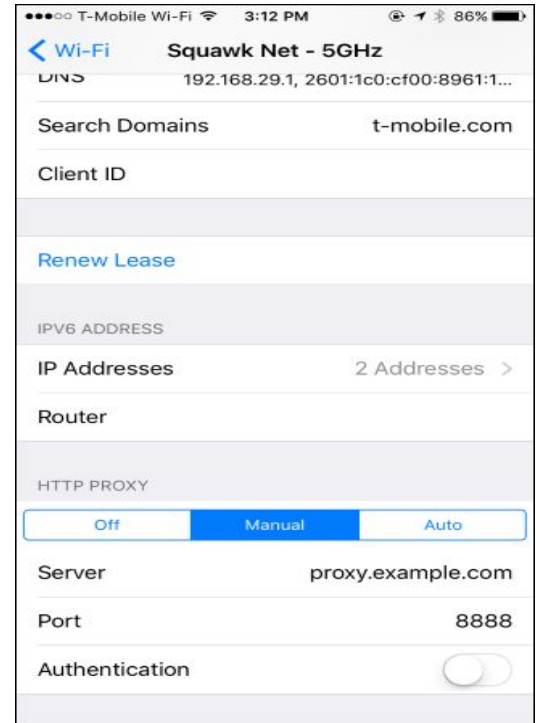 T-Mobile Wi-Fi 3:12 PM 86%
Wi-Fi Squawk Net - 5GHz
DNS 192.168.29.1, 2601:1c0:cf00:8961:1...
Search Domains t-mobile.com
Client ID
Renew Lease
IPV6 ADDRESS
IP Addresses 2 Addresses >
Router
HTTP PROXY
Off Manual Auto
Server proxy.example.com
Port 8888
Authentication